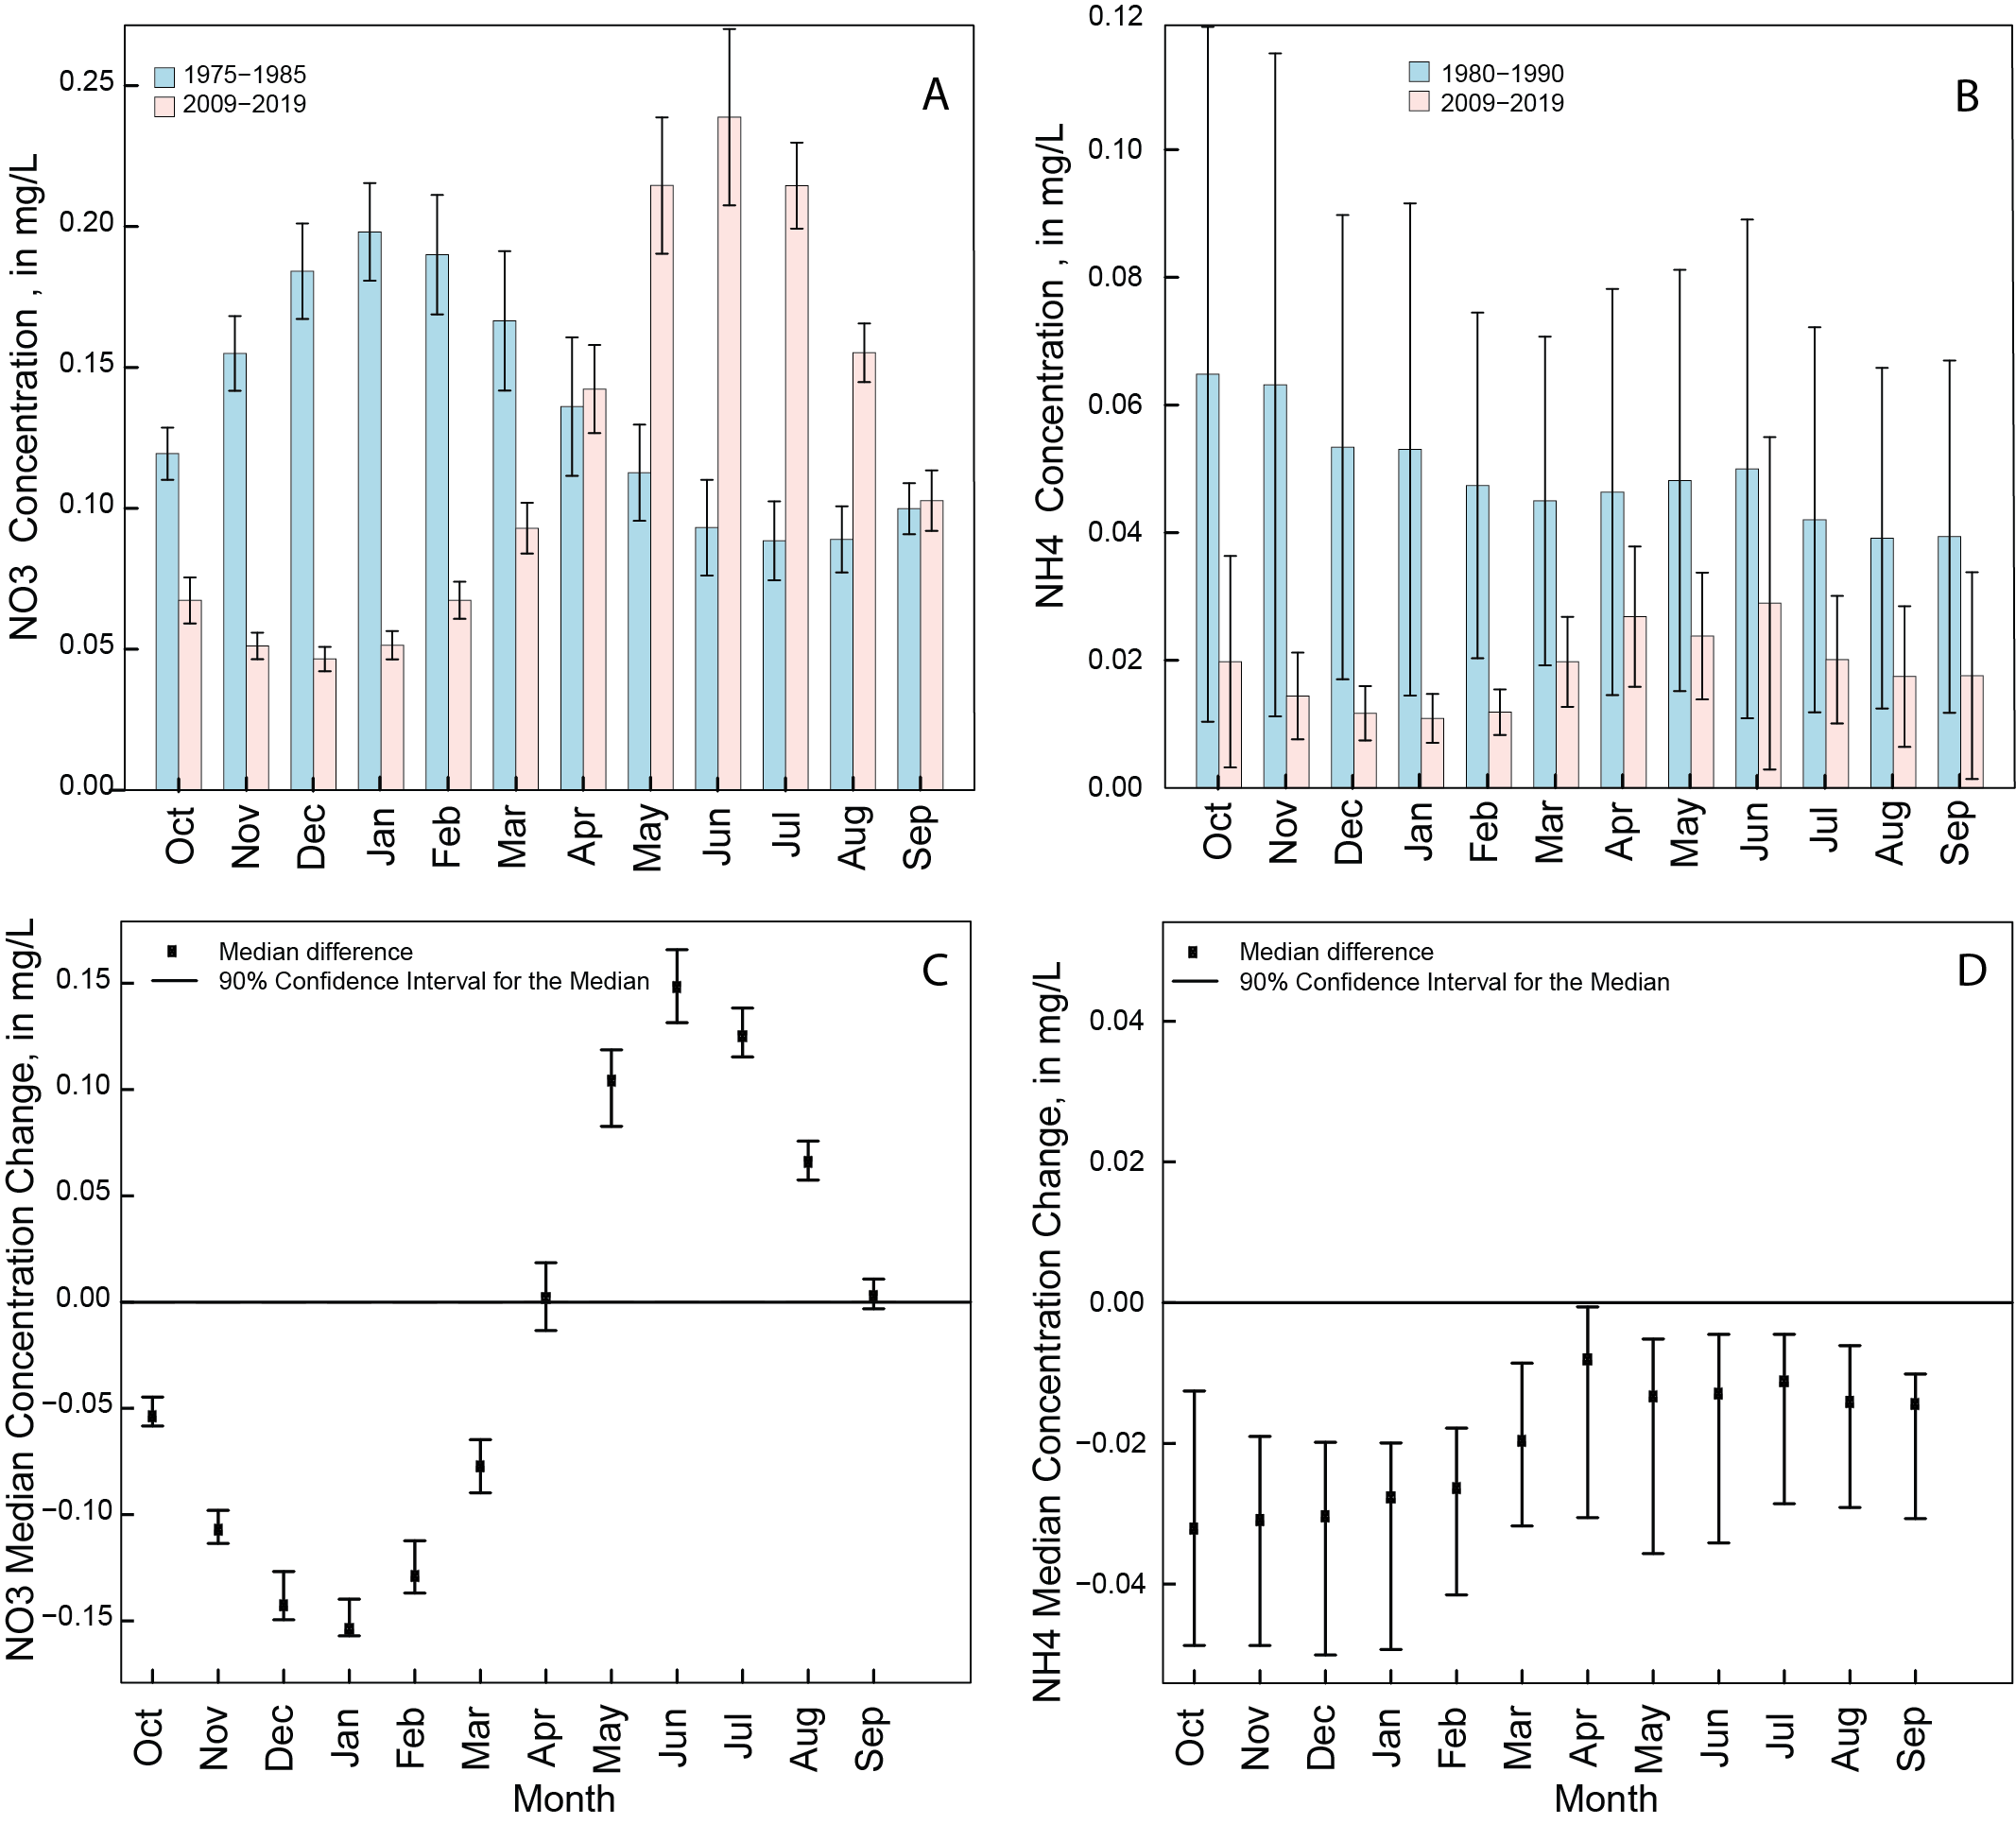 NO3 Concentration , in mg/L
0.25
0.20
0.15
0.10
0.05
0.00
1975−1985
2009−2019
A
Oct Nov Dec Jan Feb Mar Apr May Jun Jul Aug Sep
NH4 Concentration , in mg/L
0.12
0.10
0.08
0.06
0.04
0.02
0.00
1980−1990
2009−2019
B
Oct Nov Dec Jan Feb Mar Apr May Jun Jul Aug Sep
NO3 Median Concentration Change, in mg/L
0.15
0.10
0.05
0.00
−0.05
−0.10
−0.15
Median difference
90% Confidence Interval for the Median
C
Oct Nov Dec Jan Feb Mar Apr May Jun Jul Aug Sep
Month
NH4 Median Concentration Change, in mg/L
0.04
0.02
0.00
−0.02
−0.04
Median difference
90% Confidence Interval for the Median
D
Oct Nov Dec Jan Feb Mar Apr May Jun Jul Aug Sep
Month